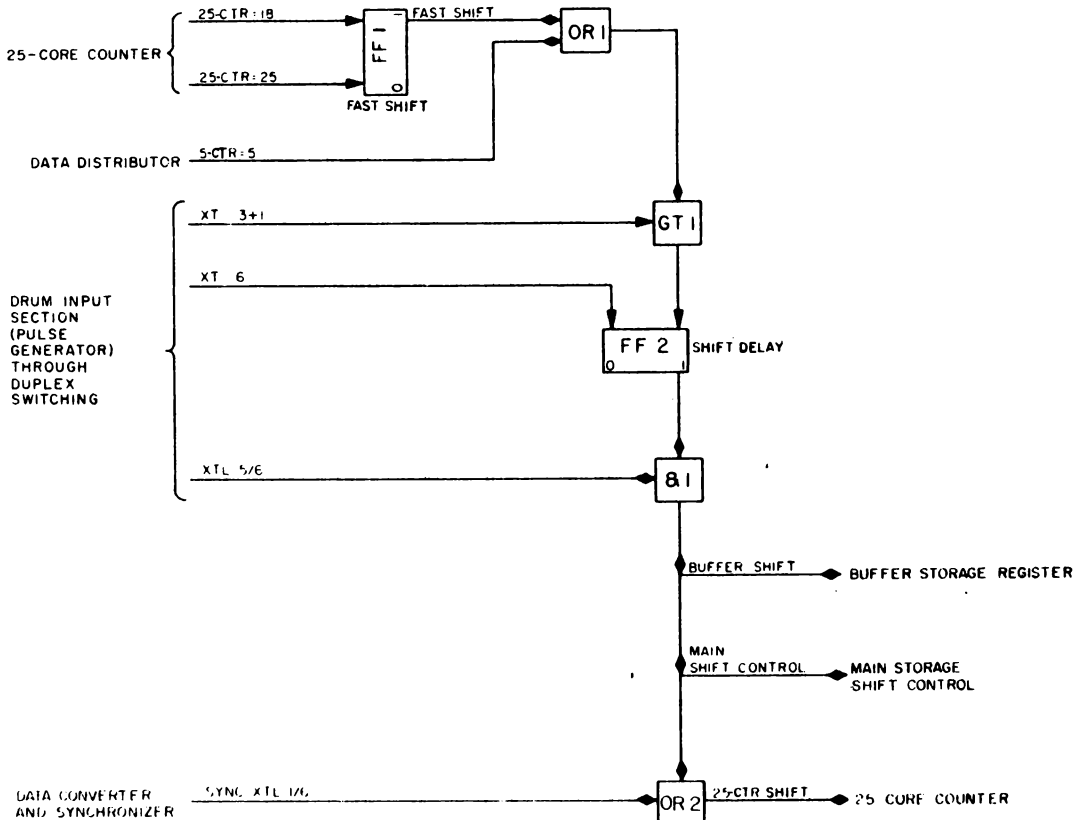 25-CTR:18
FAST SHIFT
OR 1
1
FF 1
25-CORE COUNTER
25-CTR:25
0
FAST SHIFT
5-CTR:5
DATA DISTRIBUTOR
XT 3+1
GT 1
XT 6
DRUM INPUT
SECTION
(PULSE
GENERATOR)
THROUGH
DUPLEX
SWITCHING
FF 2
0 1
SHIFT DELAY
XTL 5/6
& 1
BUFFER SHIFT
BUFFER STORAGE REGISTER
MAIN
SHIFT CONTROL
MAIN STORAGE
SHIFT CONTROL
DATA CONVERTER
AND SYNCHRONIZER
SYNC XTL 1/6
OR 2
25-CTR SHIFT
25 CORE COUNTER